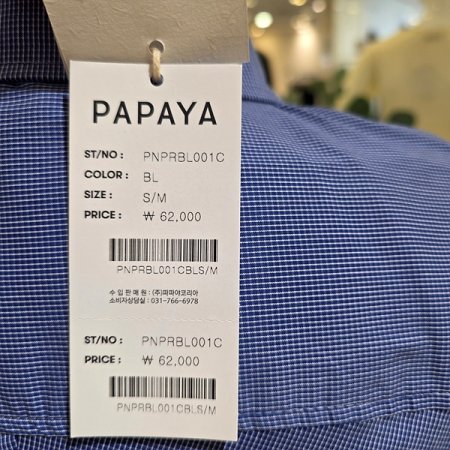 PAPAYA
ST/NO : PNPRBL001C
COLOR : BL
SIZE : S/M
PRICE : ₩ 62,000
PNPRBL001CBLS/M
수 입 판 매 원 : (주)파파야코리아
소비자상담실 : 031-766-6978
ST/NO : PNPRBL001C
PRICE : ₩ 62,000
PNPRBL001CBLS/M